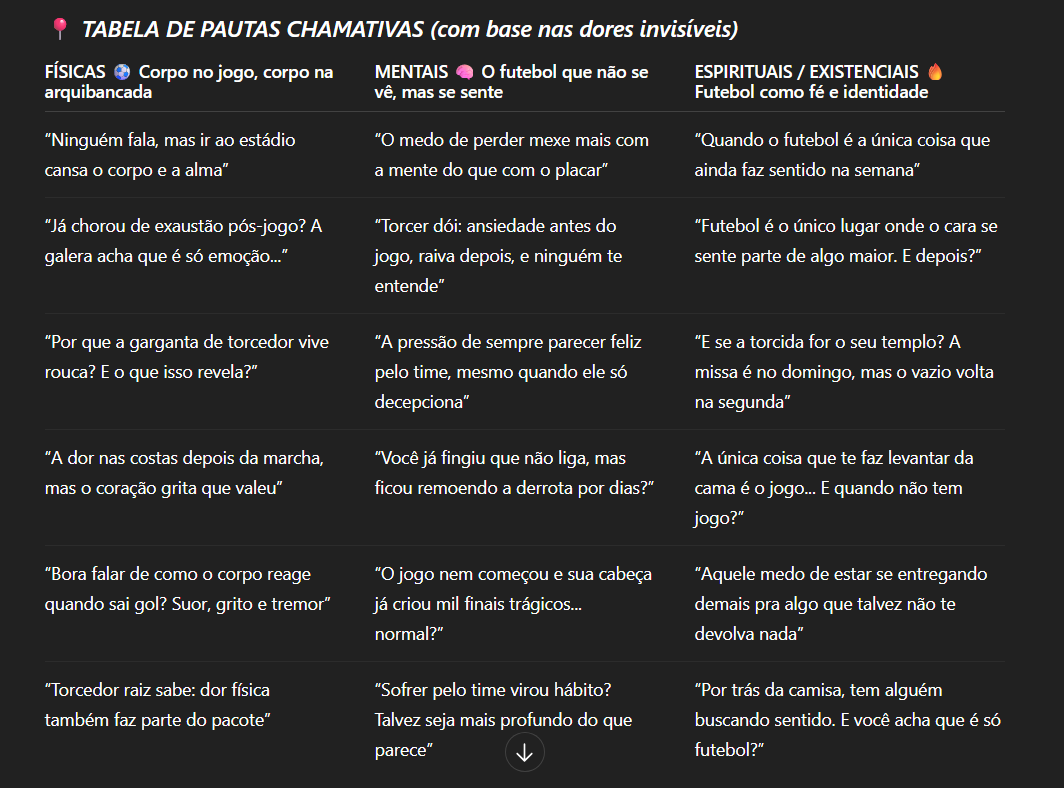 📍 TABELA DE PAUTAS CHAMATIVAS (com base nas dores invisíveis)
FÍSICAS ⚽ Corpo no jogo, corpo na
arquibancada
MENTAIS 🧠 O futebol que não se
vê, mas se sente
ESPIRITUAIS / EXISTENCIAIS 🔥
Futebol como fé e identidade
“Ninguém fala, mas ir ao estádio
cansa o corpo e a alma”
“O medo de perder mexe mais com
a mente do que com o placar”
“Quando o futebol é a única coisa que
ainda faz sentido na semana”
“Já chorou de exaustão pós-jogo? A
galera acha que é só emoção...”
“Torcer dói: ansiedade antes do
jogo, raiva depois, e ninguém te
entende”
“Futebol é o único lugar onde o cara se
sente parte de algo maior. E depois?”
“Por que a garganta de torcedor vive
rouca? E o que isso revela?”
“A pressão de sempre parecer feliz
pelo time, mesmo quando ele só
decepciona”
“E se a torcida for o seu templo? A
missa é no domingo, mas o vazio volta
na segunda”
“A dor nas costas depois da marcha,
mas o coração grita que valeu”
“Você já fingiu que não liga, mas
ficou remoendo a derrota por dias?”
“A única coisa que te faz levantar da
cama é o jogo... E quando não tem
jogo?”
“Bora falar de como o corpo reage
quando sai gol? Suor, grito e tremor”
“O jogo nem começou e sua cabeça
já criou mil finais trágicos...
normal?”
“Aquele medo de estar se entregando
demais pra algo que talvez não te
devolva nada”
“Torcedor raiz sabe: dor física
também faz parte do pacote”
“Sofrer pelo time virou hábito?
Talvez seja mais profundo do que
parece”
“Por trás da camisa, tem alguém
buscando sentido. E você acha que é só
futebol?”